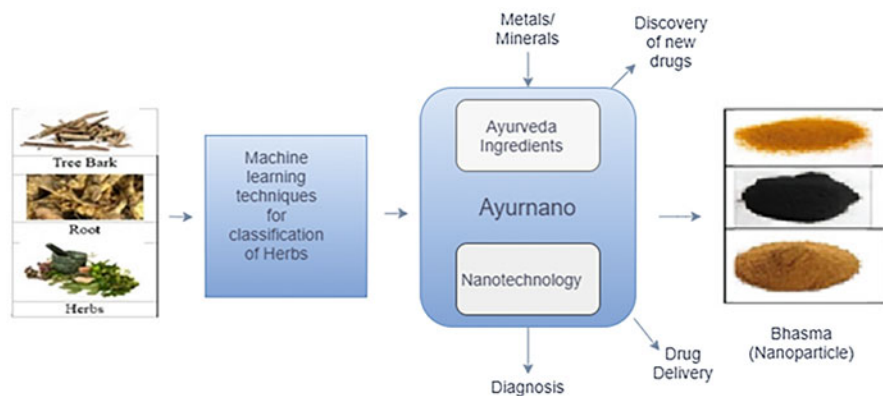 Tree Bark
Root
Herbs
Machine
learning
techniques
for
classification
of Herbs
Metals/
Minerals
Discovery
of new
drugs
Ayurveda
Ingredients
Ayurnano
Nanotechnology
Diagnosis
Drug
Delivery
Bhasma
(Nanoparticle)